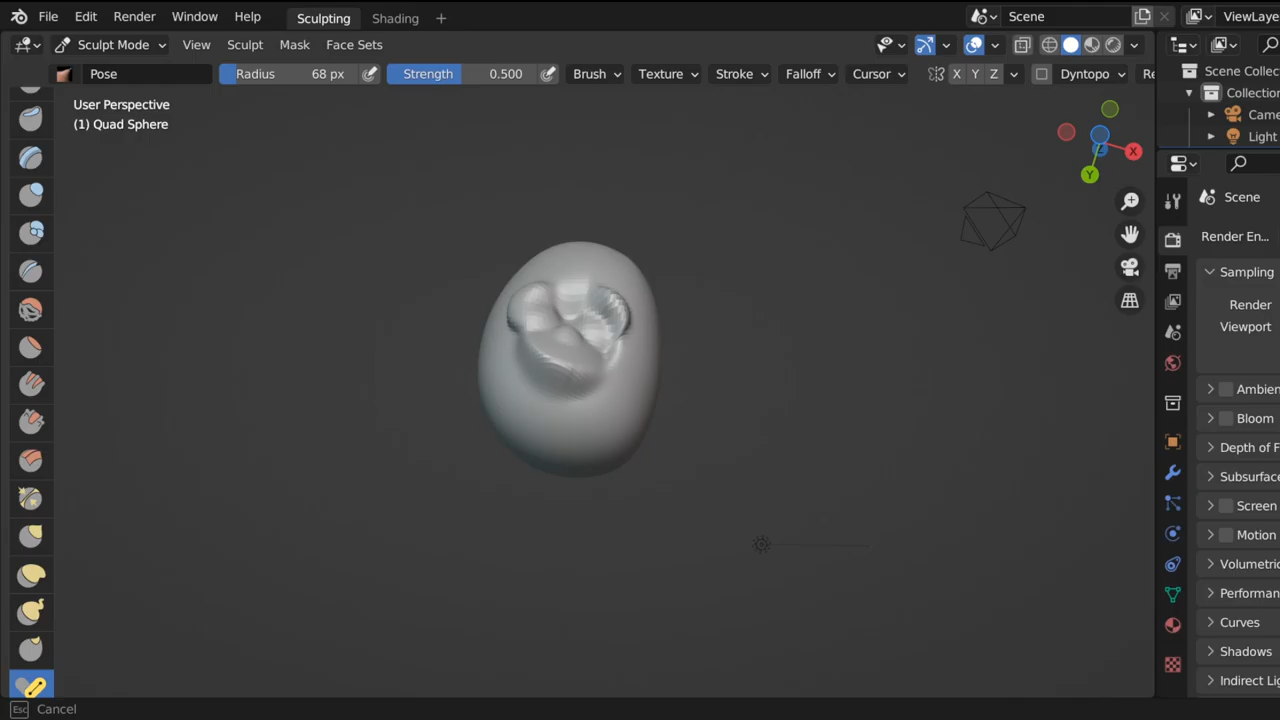 File Edit Render Window Help Sculpting Shading + Scene ViewLaye
Sculpt Mode View Sculpt Mask Face Sets
Pose Radius 68 px Strength 0.500 Brush Texture Stroke Falloff Cursor X Y Z Dyntopo Re
User Perspective
(1) Quad Sphere
X
Y
Z
Scene Collec
Collection
Came
Light
Scene
Render En...
Sampling
Render
Viewport
Ambien
Bloom
Depth of F
Subsurfac
Screen
Motion
Volumetric
Performan
Curves
Shadows
Indirect Lig
Esc Cancel